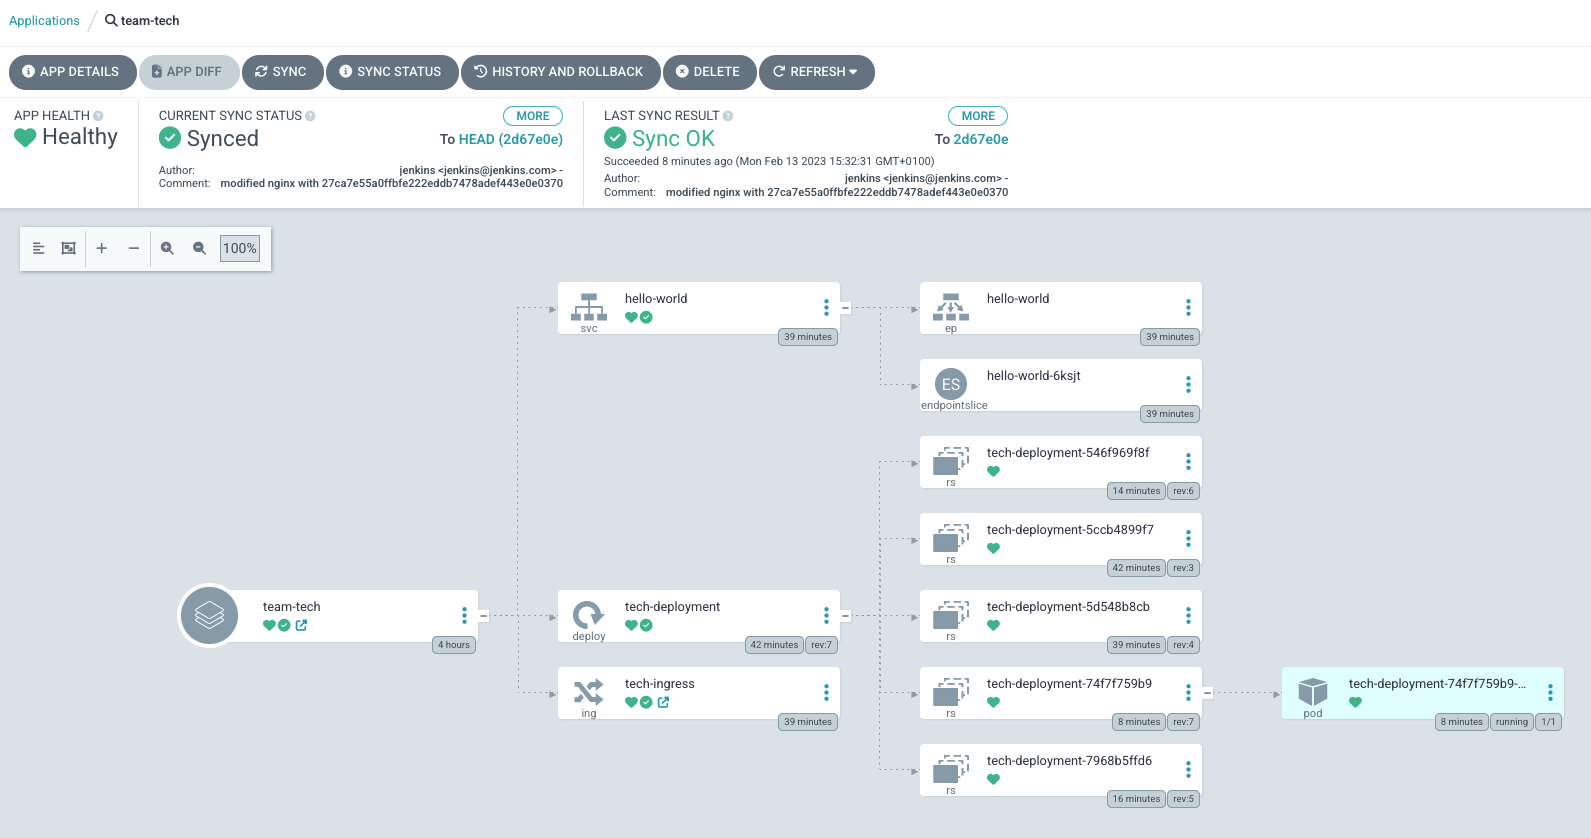 Applications / team-tech
APP DETAILS APP DIFF SYNC SYNC STATUS HISTORY AND ROLLBACK DELETE REFRESH
APP HEALTH
Healthy
CURRENT SYNC STATUS MORE
Synced To HEAD (2d67e0e)
Author: jenkins <jenkins@jenkins.com> -
Comment: modified nginx with 27ca7e55a0ffbfe222eddb7478adef443e0e0370
LAST SYNC RESULT MORE
Sync OK To 2d67e0e
Succeeded 8 minutes ago (Mon Feb 13 2023 15:32:31 GMT+0100)
Author: jenkins <jenkins@jenkins.com> -
Comment: modified nginx with 27ca7e55a0ffbfe222eddb7478adef443e0e0370
100%
team-tech
4 hours
hello-world
svc
39 minutes
tech-deployment
deploy
42 minutes rev:7
tech-ingress
ing
39 minutes
hello-world
ep
39 minutes
ES
hello-world-6ksjt
endpointslice
39 minutes
tech-deployment-546f969f8f
rs
14 minutes rev:6
tech-deployment-5ccb4899f7
rs
42 minutes rev:3
tech-deployment-5d548b8cb
rs
39 minutes rev:4
tech-deployment-74f7f759b9
rs
8 minutes rev:7
tech-deployment-7968b5ffd6
rs
16 minutes rev:5
tech-deployment-74f7f759b9-...
pod
8 minutes running 1/1